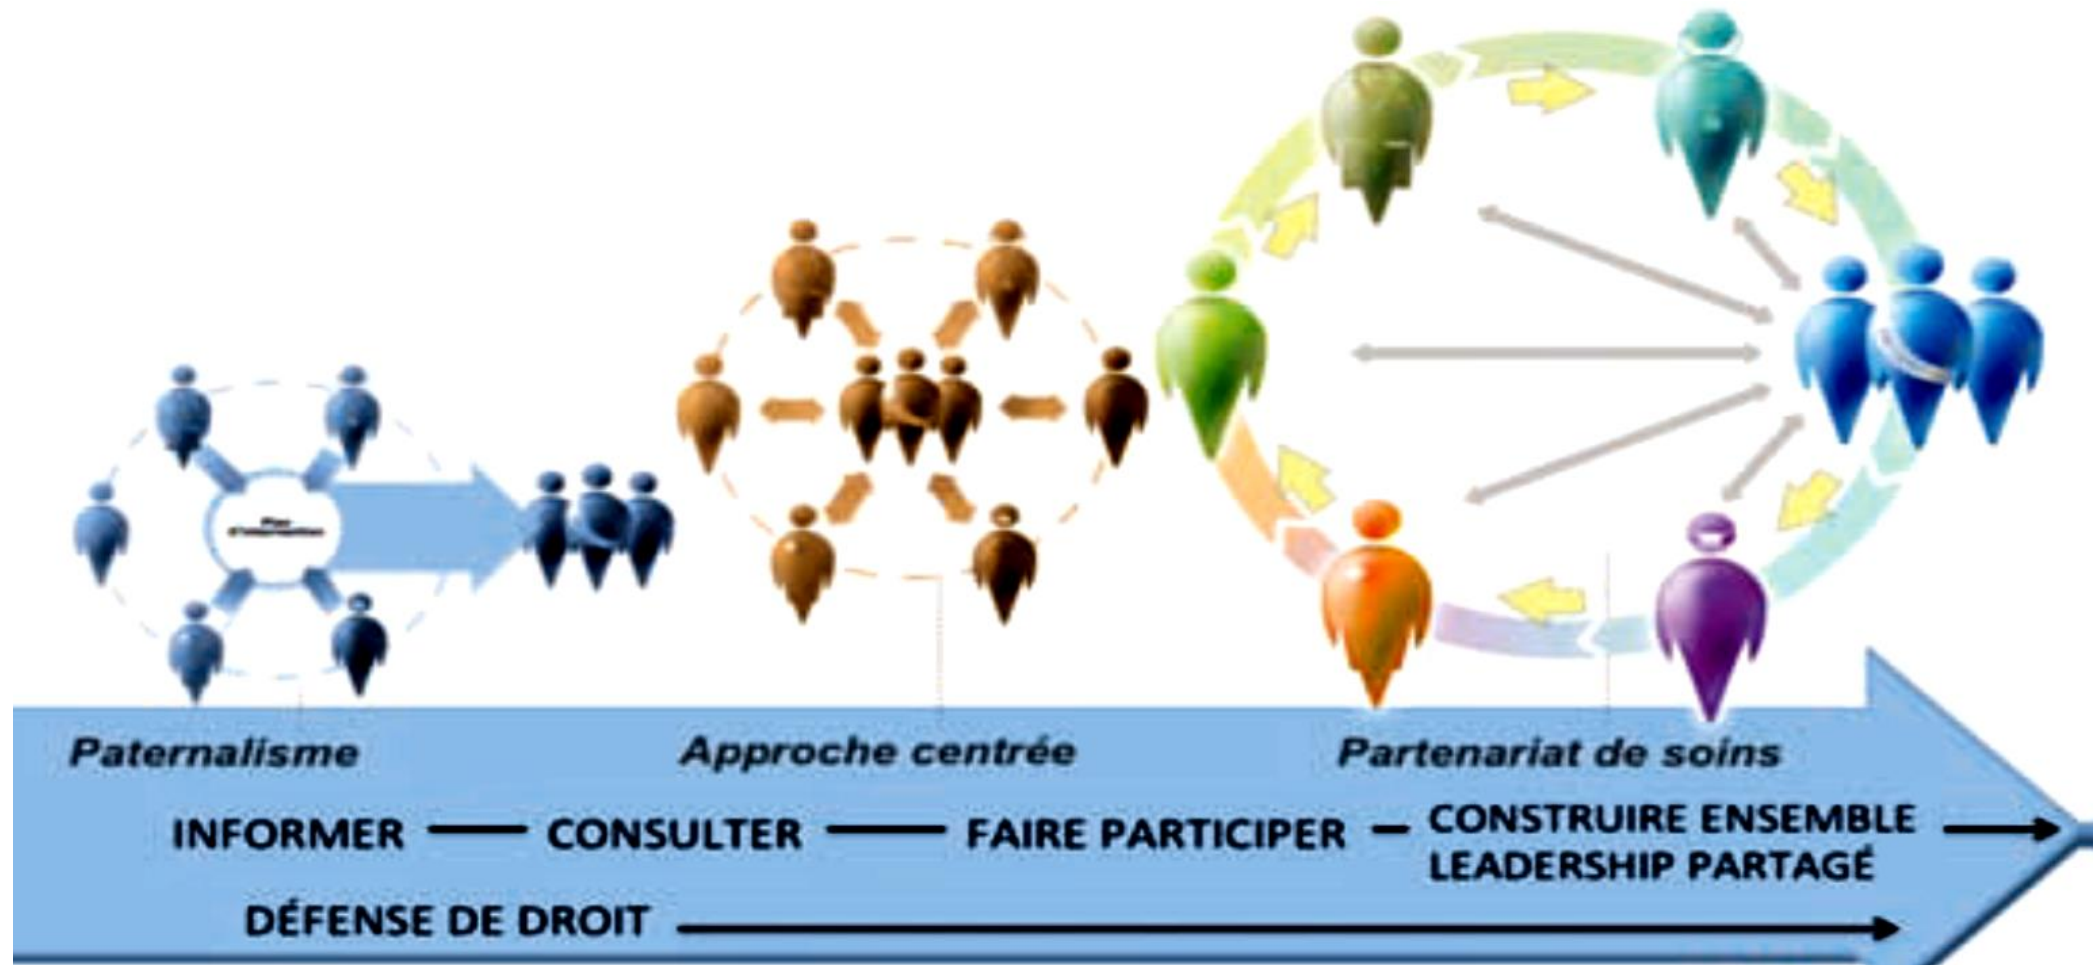 Paternalisme
Approche centrée
Partenariat de soins
INFORMER
CONSULTER
FAIRE PARTICIPER
CONSTRUIRE ENSEMBLE
LEADERSHIP PARTAGÉ
DÉFENSE DE DROIT